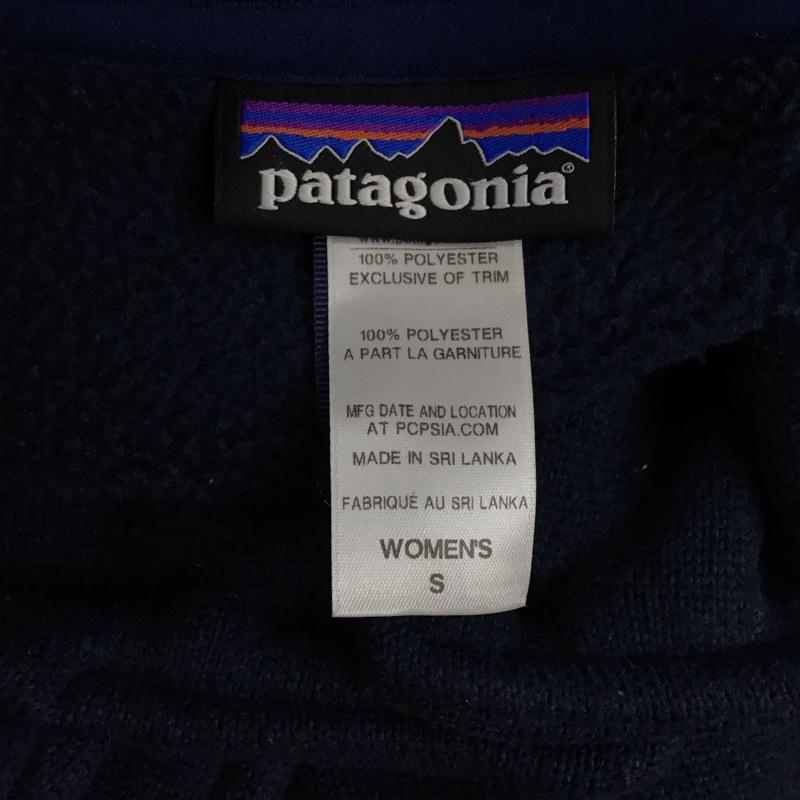 patagonia®
100% POLYESTER
EXCLUSIVE OF TRIM
100% POLYESTER
A PART LA GARNITURE
MFG DATE AND LOCATION
AT PCPSIA.COM
MADE IN SRI LANKA
FABRIQUÉ AU SRI LANKA
WOMEN'S
S